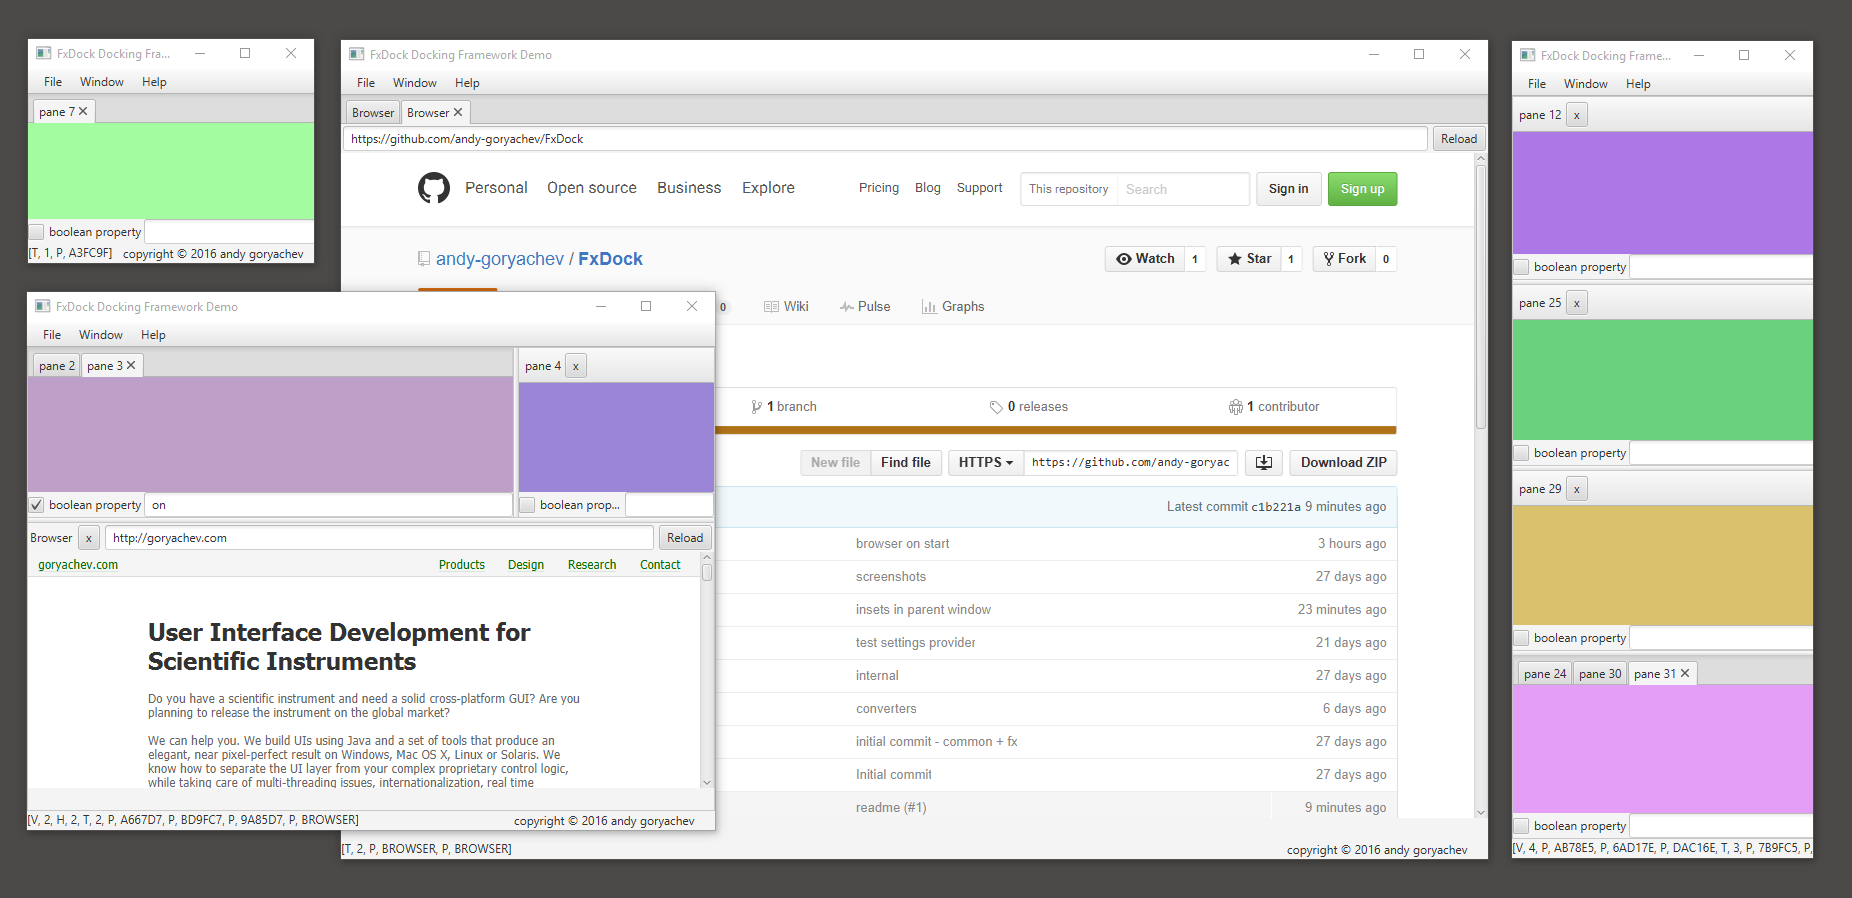 FxDock Docking Fra...
File Window Help
pane 7
boolean property
[T, 1, P, A3FC9F] copyright © 2016 andy goryachev
FxDock Docking Framework Demo
File Window Help
Browser Browser
https://github.com/andy-goryachev/FxDock Reload
Personal Open source Business Explore Pricing Blog Support This repository Search Sign in Sign up
andy-goryachev / FxDock Watch 1 Star 1 Fork 0
0 Wiki Pulse Graphs
1 branch 0 releases 1 contributor
New file Find file HTTPS https://github.com/andy-goryac Download ZIP
Latest commit c1b221a 9 minutes ago
browser on start 3 hours ago
screenshots 27 days ago
insets in parent window 23 minutes ago
test settings provider 21 days ago
internal 27 days ago
converters 6 days ago
initial commit - common + fx 27 days ago
Initial commit 27 days ago
readme (#1) 9 minutes ago
[T, 2, P, BROWSER, P, BROWSER] copyright © 2016 andy goryachev
FxDock Docking Framework Demo
File Window Help
pane 2 pane 3 pane 4 x
boolean property on boolean prop...
Browser x http://goryachev.com Reload
goryachev.com Products Design Research Contact
User Interface Development for
Scientific Instruments
Do you have a scientific instrument and need a solid cross-platform GUI? Are you
planning to release the instrument on the global market?
We can help you. We build UIs using Java and a set of tools that produce an
elegant, near pixel-perfect result on Windows, Mac OS X, Linux or Solaris. We
know how to separate the UI layer from your complex proprietary control logic,
while taking care of multi-threading issues, internationalization, real time
[V, 2, H, 2, T, 2, P, A667D7, P, BD9FC7, P, 9A85D7, P, BROWSER] copyright © 2016 andy goryachev
FxDock Docking Frame...
File Window Help
pane 12 x
boolean property
pane 25 x
boolean property
pane 29 x
boolean property
pane 24 pane 30 pane 31
boolean property
[V, 4, P, AB78E5, P, 6AD17E, P, DAC16E, T, 3, P, 7B9FC5, P,